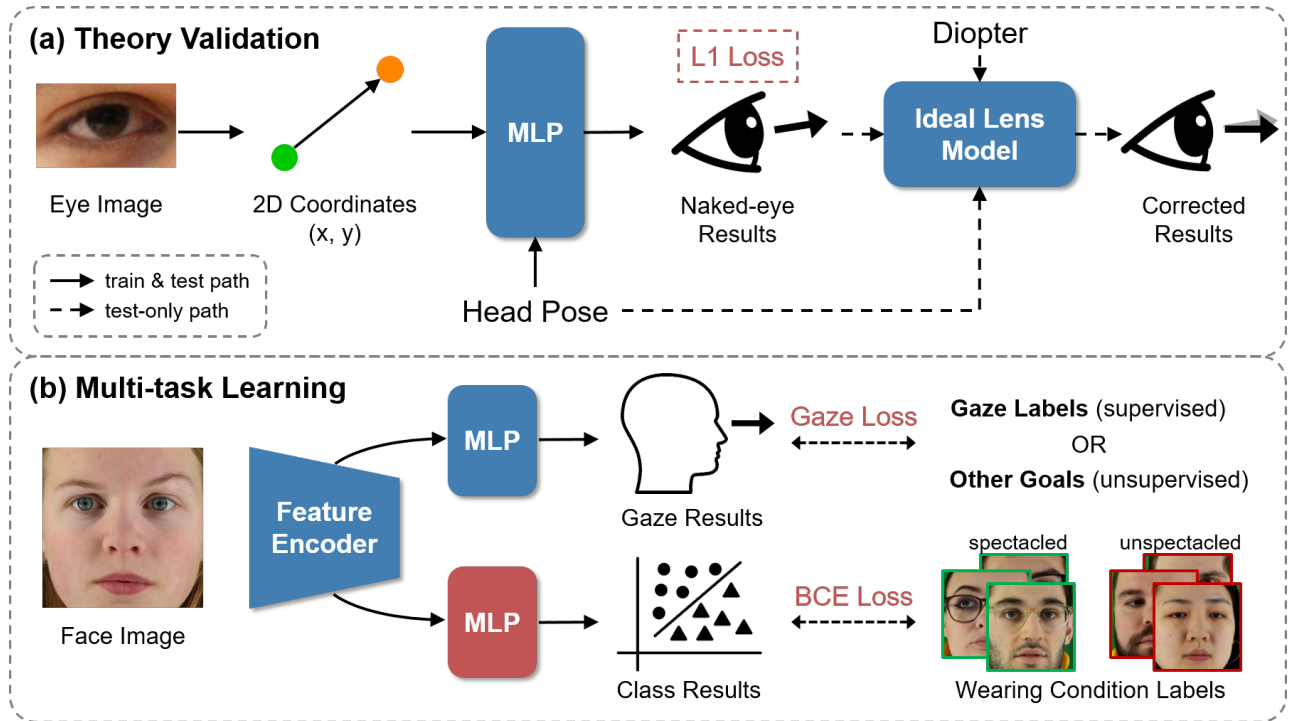 (a) Theory Validation
Eye Image
2D Coordinates
(x, y)
MLP
Head Pose
L1 Loss
Naked-eye
Results
Diopter
Ideal Lens
Model
Corrected
Results
train & test path
test-only path
(b) Multi-task Learning
Face Image
Feature
Encoder
MLP
Gaze Results
Gaze Loss
Gaze Labels (supervised)
OR
Other Goals (unsupervised)
MLP
Class Results
BCE Loss
spectacled
unspectacled
Wearing Condition Labels